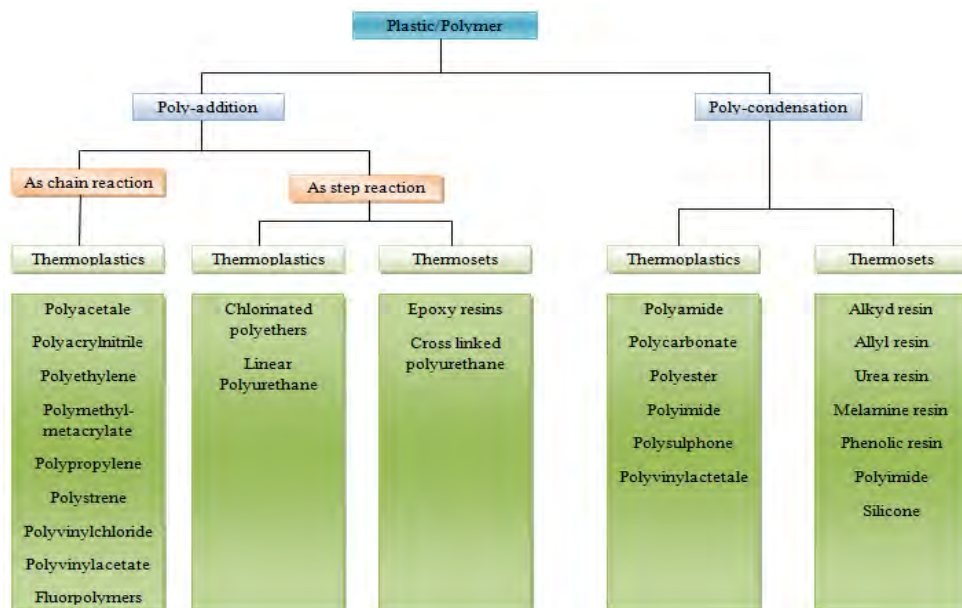 Plastic/Polymer
Poly-addition
Poly-condensation
As chain reaction
As step reaction
Thermoplastics
Thermoplastics
Thermosets
Thermoplastics
Thermosets
Polyacetale
Polyacrylnitrile
Polyethylene
Polymethyl-
metacrylate
Polypropylene
Polystrene
Polyvinylchloride
Polyvinylacetate
Fluorpolymers
Chlorinated
polyethers
Linear
Polyurethane
Epoxy resins
Cross linked
polyurethane
Polyamide
Polycarbonate
Polyester
Polyimide
Polysulphone
Polyvinylactetale
Alkyd resin
Allyl resin
Urea resin
Melamine resin
Phenolic resin
Polyimide
Silicone